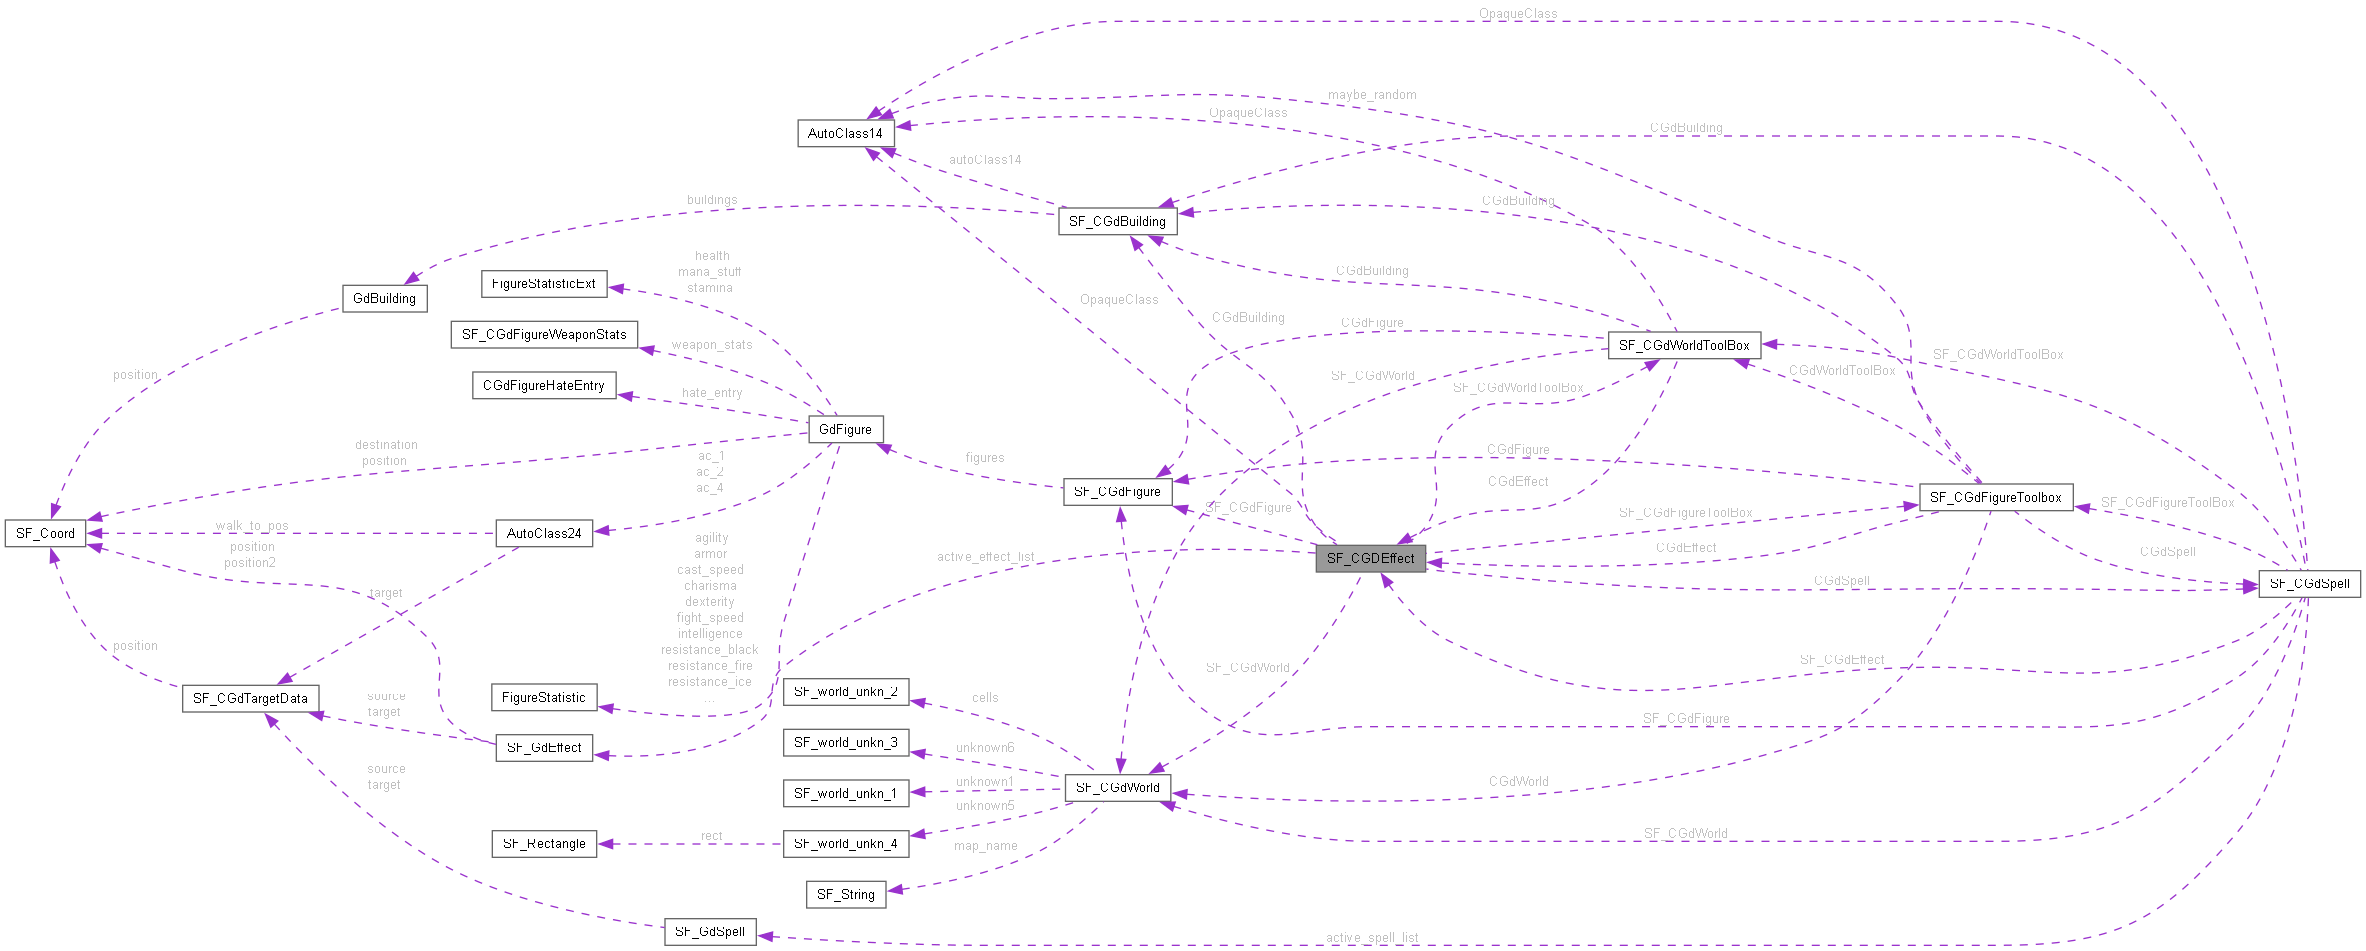 OpaqueClass
maybe_random
OpaqueClass
CGdBuilding
AutoClass14
autoClass14
buildings
CGdBuilding
SF_CGdBuilding
health
mana_stuff
stamina
CGdBuilding
FigureStatisticExt
GdBuilding
OpaqueClass
CGdBuilding
CGdFigure
SF_CGdFigureWeaponStats
weapon_stats
SF_CGdWorldToolBox
SF_CGdWorldToolBox
CGdWorldToolBox
position
SF_CGdWorld
SF_CGdWorldToolBox
CGdFigureHateEntry
hate_entry
GdFigure
destination
position
ac_1
ac_2
ac_4
figures
CGdFigure
CGdEffect
SF_CGdFigure
SF_CGdFigure
SF_CGdFigureToolBox
SF_CGdFigureToolbox
SF_CGdFigureToolBox
SF_Coord
walk_to_pos
AutoClass24
position
position2
agility
armor
cast_speed
charisma
dexterity
fight_speed
intelligence
resistance_black
resistance_fire
resistance_ice
...
active_effect_list
SF_CGDEffect
CGdEffect
CGdSpell
CGdSpell
SF_CGdSpell
target
position
SF_CGdWorld
SF_CGdEffect
SF_CGdTargetData
source
target
FigureStatistic
SF_world_unkn_2
cells
SF_CGdFigure
SF_GdEffect
SF_world_unkn_3
unknown6
source
target
SF_world_unkn_1
unknown1
SF_CGdWorld
CGdWorld
unknown5
SF_Rectangle
rect
SF_world_unkn_4
map_name
SF_CGdWorld
SF_String
SF_GdSpell
active_spell_list